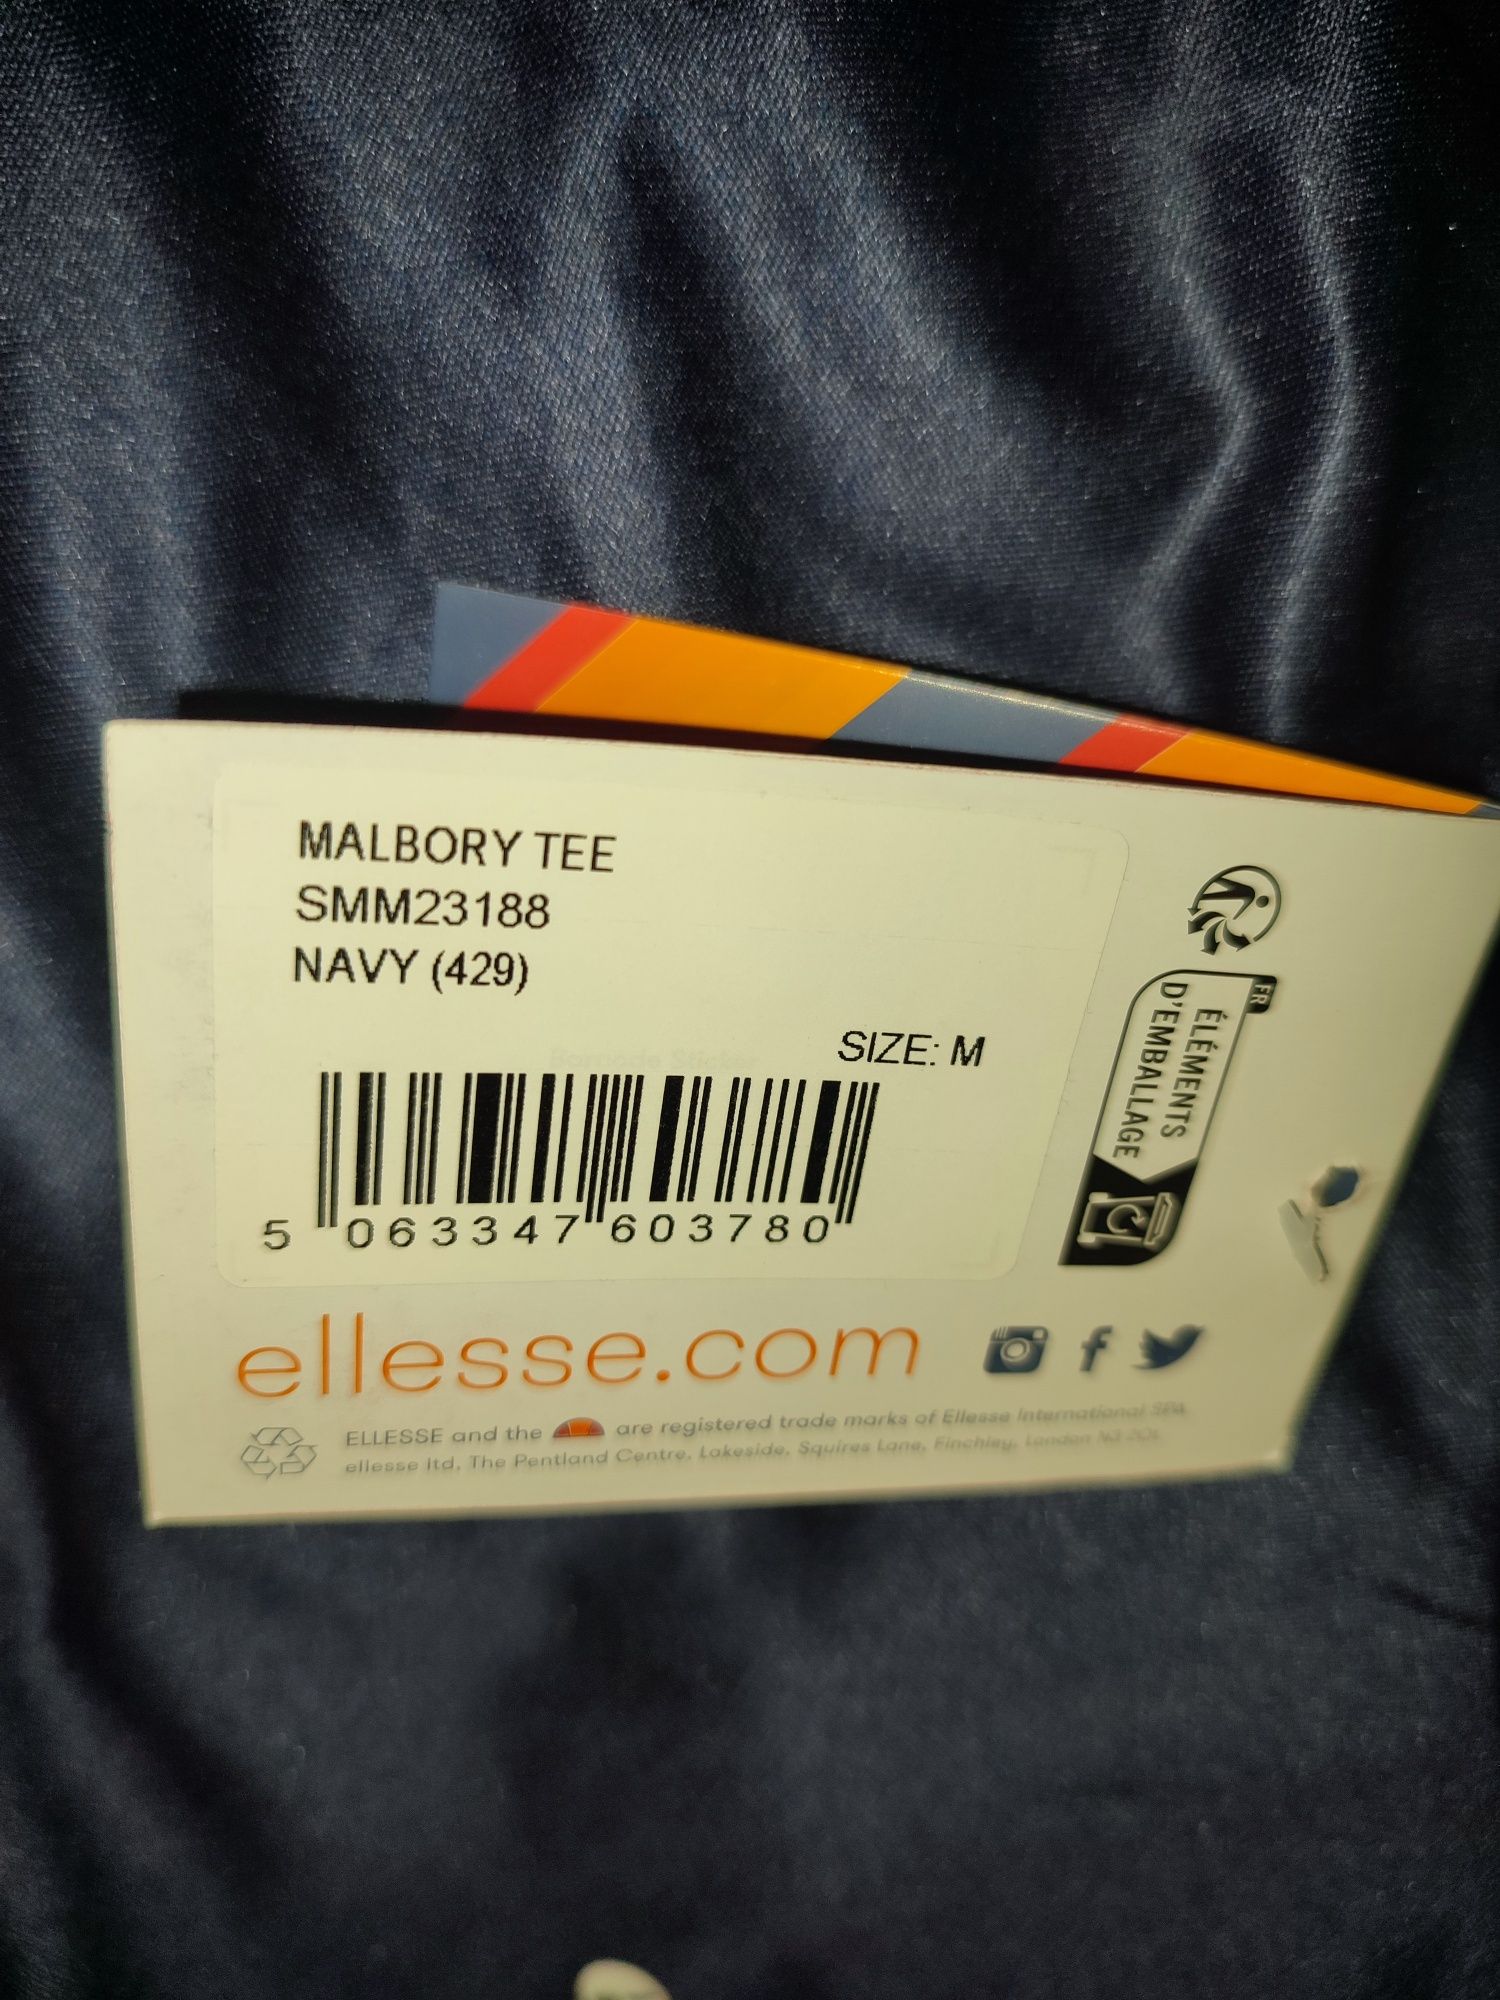 MALBORY TEE
SMM23188
NAVY (429)
SIZE: M
Barcode Sticker
5 063347 603780
FR
ÉLÉMENTS
D'EMBALLAGE
ellesse.com
ELLESSE and the are registered trade marks of Ellesse International SPA
ellesse ltd. The Pentland Centre, Lakeside, Squires Lane, Finchley, London N3 2QL